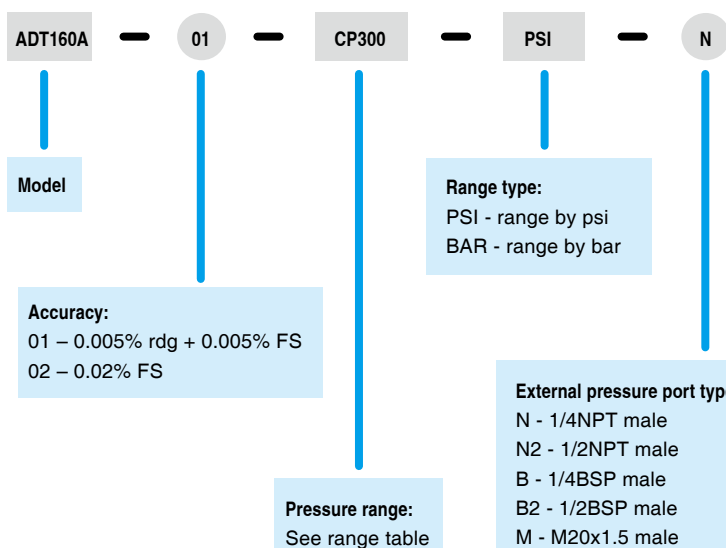 ADT160A — 01 — CP300 — PSI — N
Model
Range type:
PSI - range by psi
BAR - range by bar
Accuracy:
01 – 0.005% rdg + 0.005% FS
02 – 0.02% FS
External pressure port
N - 1/4NPT male
N2 - 1/2NPT male
B - 1/4BSP male
B2 - 1/2BSP male
M - M20x1.5 male
Pressure range:
See range table